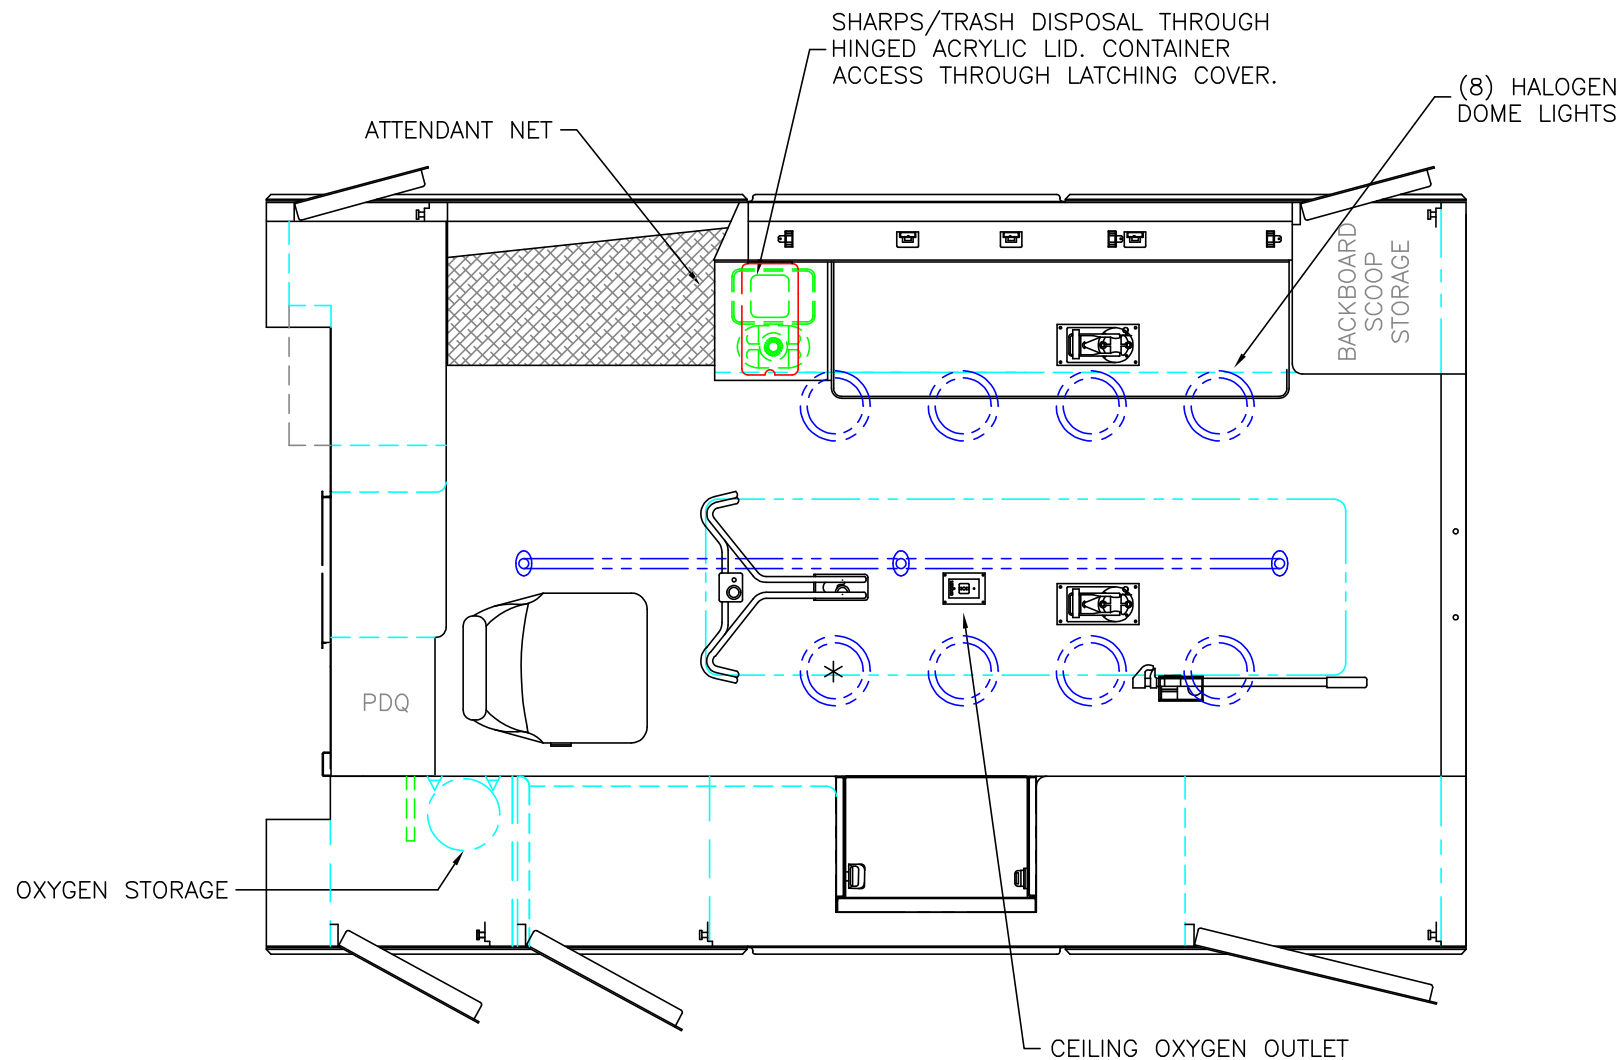 SHARPS/TRASH DISPOSAL THROUGH
HINGED ACRYLIC LID. CONTAINER
ACCESS THROUGH LATCHING COVER.
(8) HALOGEN
DOME LIGHTS
ATTENDANT NET
BACKBOARD
SCOOP
STORAGE
PDQ
OXYGEN STORAGE
CEILING OXYGEN OUTLET